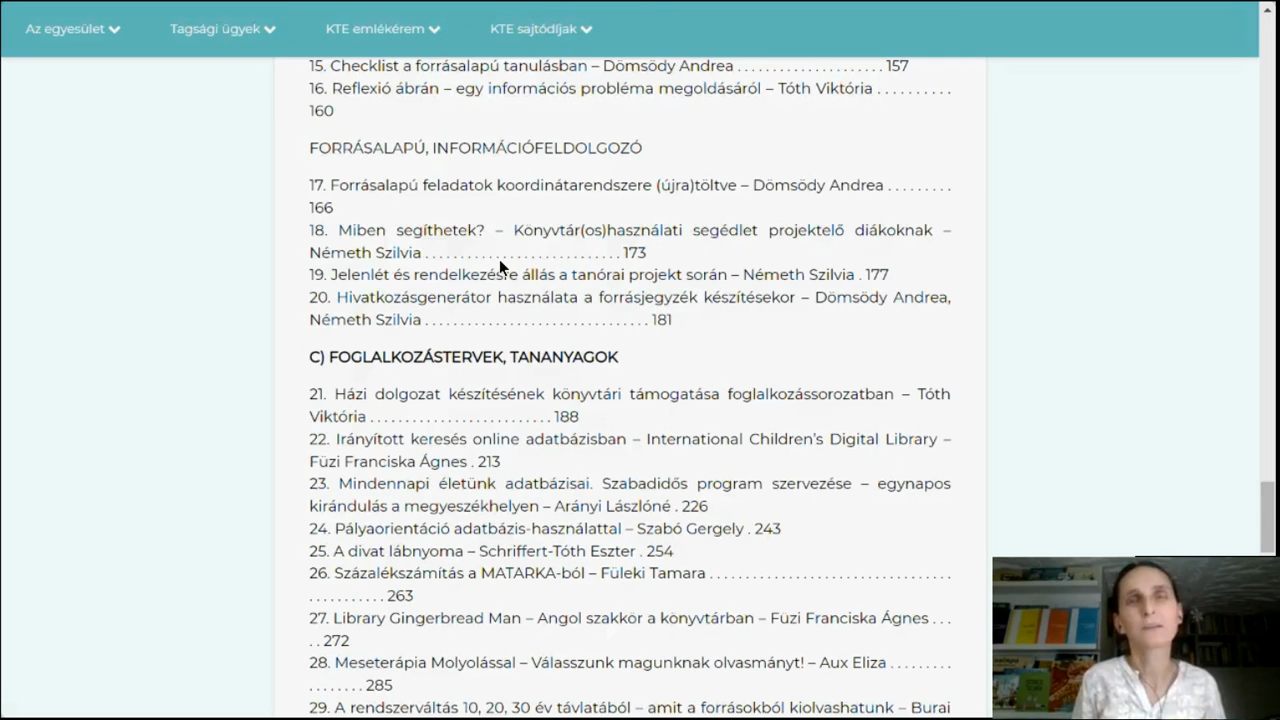 Az egyesület Tagsági ügyek KTE emlékérem KTE sajtódíjak
15. Checklist a forrásalapú tanulásban – Dömsödy Andrea . . . . . . . . . . . . . . . . . . . . . 157
16. Reflexió ábrán – egy információs probléma megoldásáról – Tóth Viktória . . . . . . . . . .
160
FORRÁSALAPÚ, INFORMÁCIÓFELDOLGOZÓ
17. Forrásalapú feladatok koordinátarendszere (újra)töltve – Dömsödy Andrea . . . . . . . . .
166
18. Miben segíthetek? – Könyvtár(os)használati segédlet projektelő diákoknak –
Németh Szilvia . . . . . . . . . . . . . . . . . . . . . . . . . . . . 173
19. Jelenlét és rendelkezésre állás a tanórai projekt során – Németh Szilvia . 177
20. Hivatkozásgenerátor használata a forrásjegyzék készítésekor – Dömsödy Andrea,
Németh Szilvia . . . . . . . . . . . . . . . . . . . . . . . . . . . . . . . . 181
C) FOGLALKOZÁSTERVEK, TANANYAGOK
21. Házi dolgozat készítésének könyvtári támogatása foglalkozássorozatban – Tóth
Viktória . . . . . . . . . . . . . . . . . . . . . . . . . . 188
22. Irányított keresés online adatbázisban – International Children’s Digital Library –
Füzi Franciska Ágnes . 213
23. Mindennapi életünk adatbázisai. Szabadidős program szervezése – egynapos
kirándulás a megyeszékhelyen – Arányi Lászlóné . 226
24. Pályaorientáció adatbázis-használattal – Szabó Gergely . 243
25. A divat lábnyoma – Schriffert-Tóth Eszter . 254
26. Százalékszámítás a MATARKA-ból – Füleki Tamara . . . . . . . . . . . . . . . . . . . . . . . . . . . . . . . . . .
. . . . . . . . . . . 263
27. Library Gingerbread Man – Angol szakkör a könyvtárban – Füzi Franciska Ágnes . . .
. . 272
28. Meseterápia Molyolással – Válasszunk magunknak olvasmányt! – Aux Eliza . . . . . . . . .
. . . . . . . . 285
29. A rendszerváltás 10, 20, 30 év távlatából – amit a forrásokból kiolvashatunk – Burai